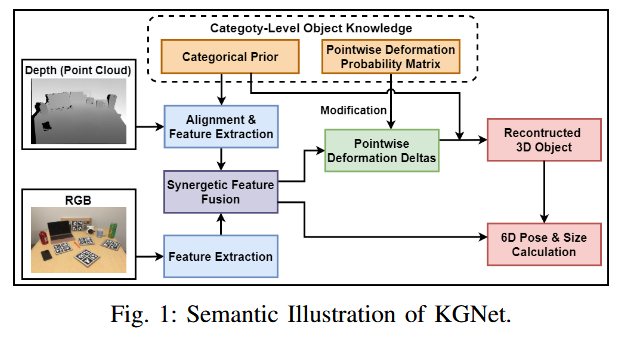 Categoty-Level Object Knowledge
Categorical Prior
Pointwise Deformation
Probability Matrix
Depth (Point Cloud)
Modification
Alignment &
Feature Extraction
Pointwise
Deformation Deltas
Recontructed
3D Object
Synergetic Feature
Fusion
RGB
Feature Extraction
6D Pose & Size
Calculation
Fig. 1: Semantic Illustration of KGNet.